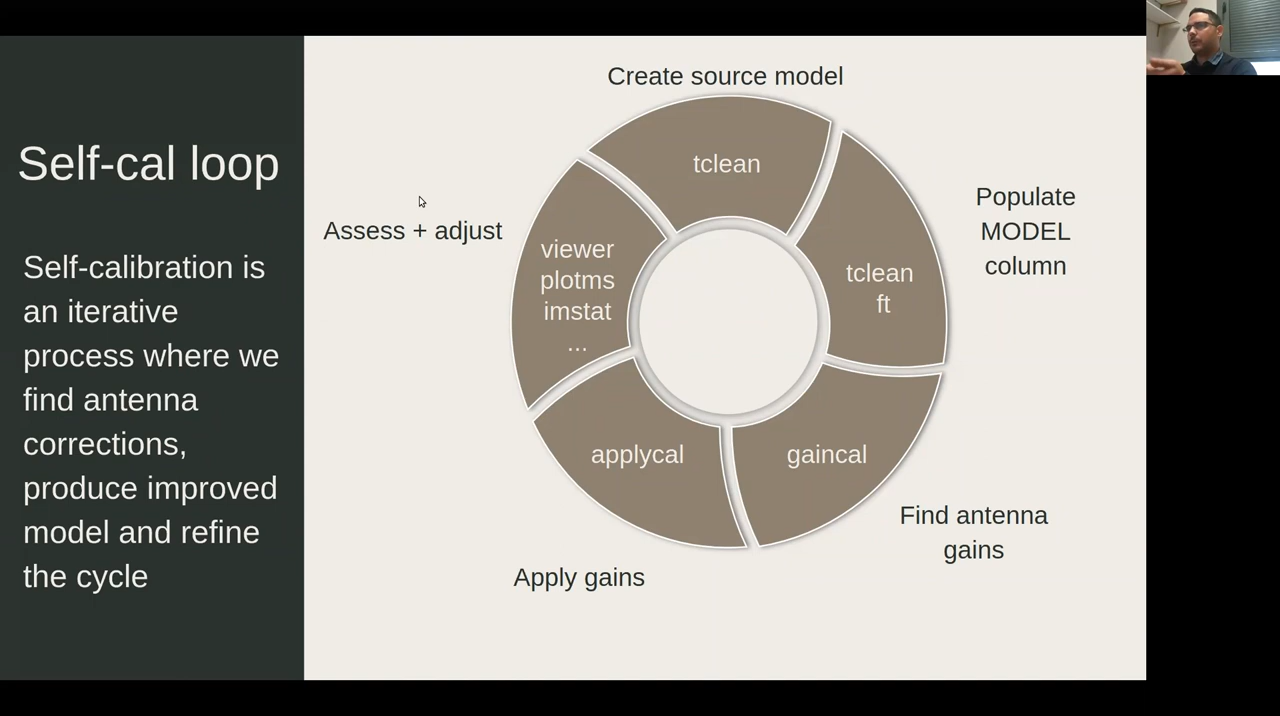 Self-cal loop
Self-calibration is
an iterative
process where we
find antenna
corrections,
produce improved
model and refine
the cycle
Create source model
tclean
Populate
MODEL
column
tclean
ft
gaincal
Find antenna
gains
applycal
Apply gains
Assess + adjust
viewer
plotms
imstat
...